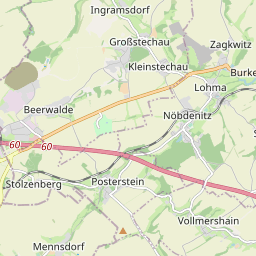 Ingramsdorf
Großstechau
Zagkwitz
Kleinstechau
Burke
Lohma
Beerwalde
Nöbdenitz
60
60
Stolzenberg
Posterstein
Vollmershain
Mennsdorf